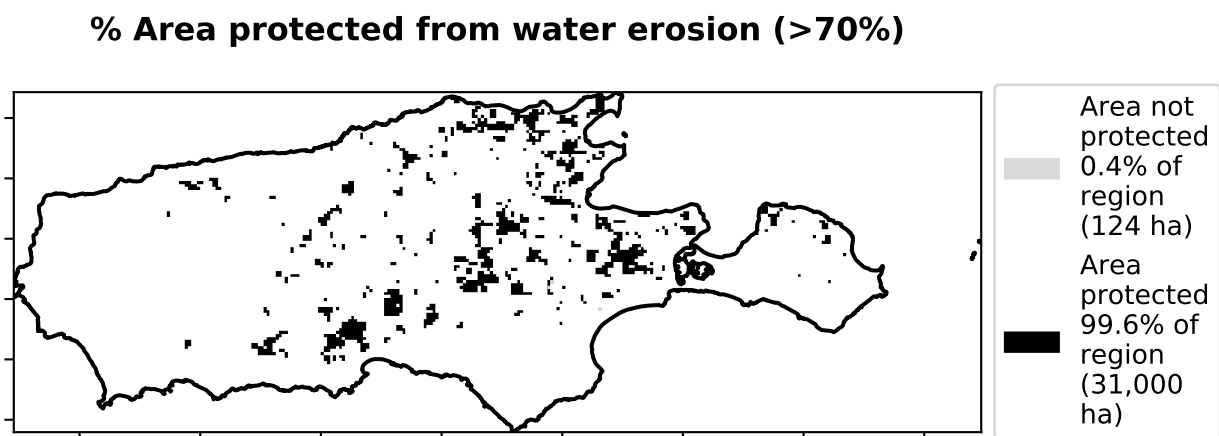 % Area protected from water erosion (>70%)
Area not
protected
0.4% of
region
(124 ha)
Area
protected
99.6% of
region
(31,000
ha)